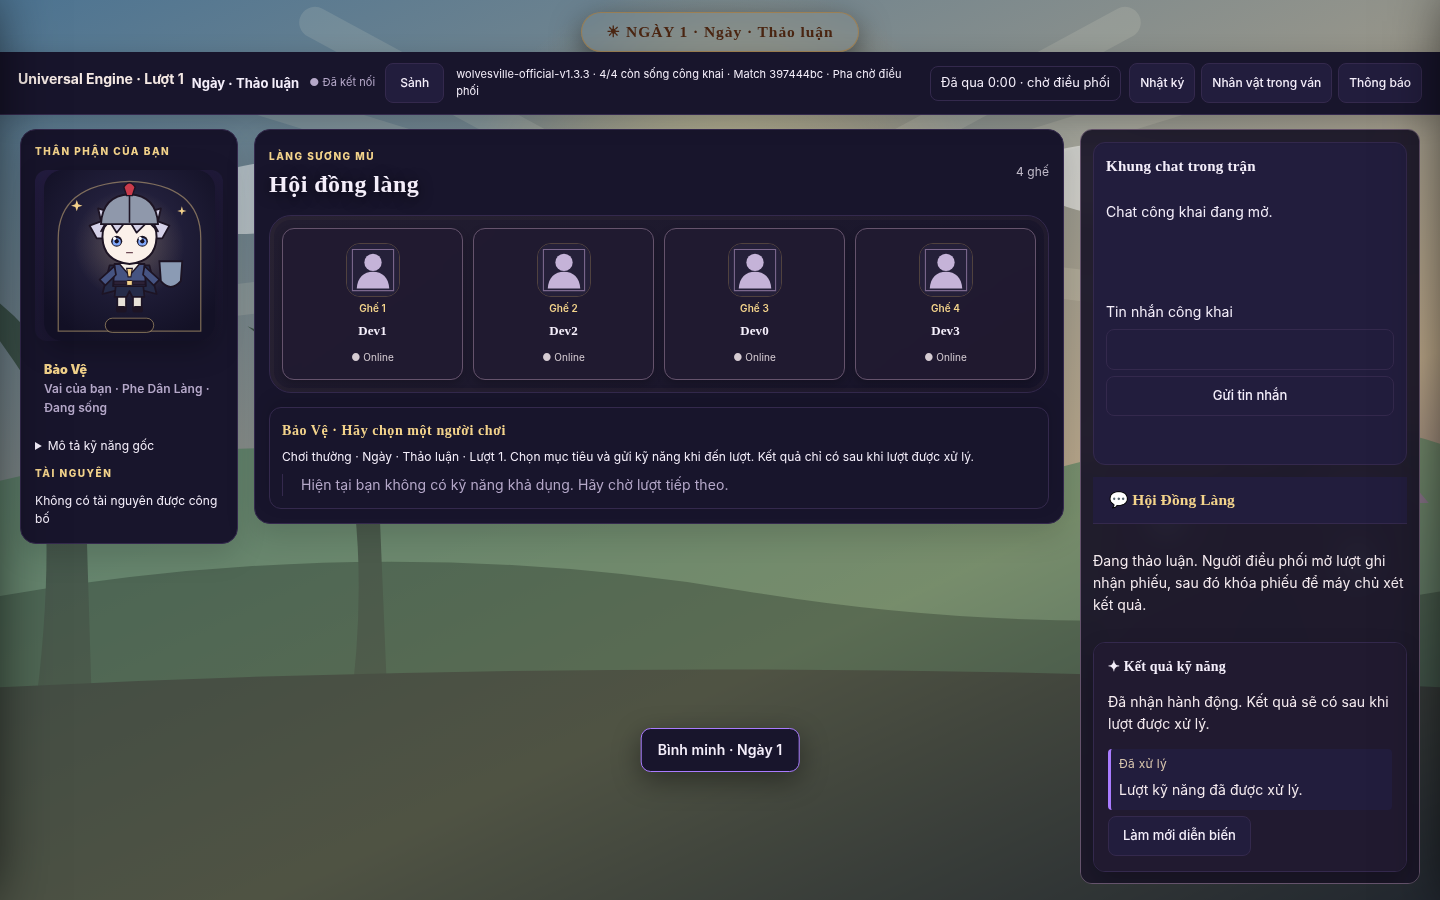 ☀ NGÀY 1 · Ngày · Thảo luận
Universal Engine · Lượt 1 Ngày · Thảo luận ● Đã kết nối Sảnh
wolvesville-official-v1.3.3 · 4/4 còn sống công khai · Match 397444bc · Pha chờ điều
phối
Đã qua 0:00 · chờ điều phối Nhật ký Nhân vật trong ván Thông báo
THÂN PHẬN CỦA BẠN
Bảo Vệ
Vai của bạn · Phe Dân Làng ·
Đang sống
▶ Mô tả kỹ năng gốc
TÀI NGUYÊN
Không có tài nguyên được công
bố
LÀNG SƯƠNG MÙ
Hội đồng làng
4 ghế
Ghế 1
Dev1
● Online
Ghế 2
Dev2
● Online
Ghế 3
Dev0
● Online
Ghế 4
Dev3
● Online
Bảo Vệ · Hãy chọn một người chơi
Chơi thường · Ngày · Thảo luận · Lượt 1. Chọn mục tiêu và gửi kỹ năng khi đến lượt. Kết quả chỉ có sau khi lượt được xử lý.
Hiện tại bạn không có kỹ năng khả dụng. Hãy chờ lượt tiếp theo.
Bình minh · Ngày 1
Khung chat trong trận
Chat công khai đang mở.
Tin nhắn công khai
Gửi tin nhắn
💬 Hội Đồng Làng
Đang thảo luận. Người điều phối mở lượt ghi
nhận phiếu, sau đó khóa phiếu để máy chủ xét
kết quả.
✦ Kết quả kỹ năng
Đã nhận hành động. Kết quả sẽ có sau khi
lượt được xử lý.
Đã xử lý
Lượt kỹ năng đã được xử lý.
Làm mới diễn biến